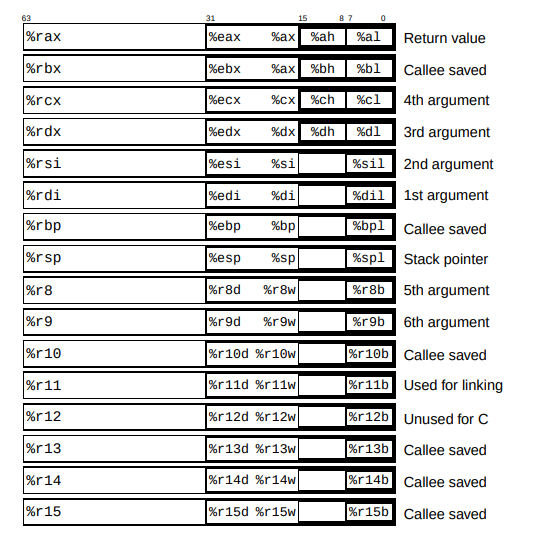 63 31 15 8 7 0
%rax %eax %ax %ah %al Return value
%rbx %ebx %ax %bh %bl Callee saved
%rcx %ecx %cx %ch %cl 4th argument
%rdx %edx %dx %dh %dl 3rd argument
%rsi %esi %si %sil 2nd argument
%rdi %edi %di %dil 1st argument
%rbp %ebp %bp %bpl Callee saved
%rsp %esp %sp %spl Stack pointer
%r8 %r8d %r8w %r8b 5th argument
%r9 %r9d %r9w %r9b 6th argument
%r10 %r10d %r10w %r10b Callee saved
%r11 %r11d %r11w %r11b Used for linking
%r12 %r12d %r12w %r12b Unused for C
%r13 %r13d %r13w %r13b Callee saved
%r14 %r14d %r14w %r14b Callee saved
%r15 %r15d %r15w %r15b Callee saved